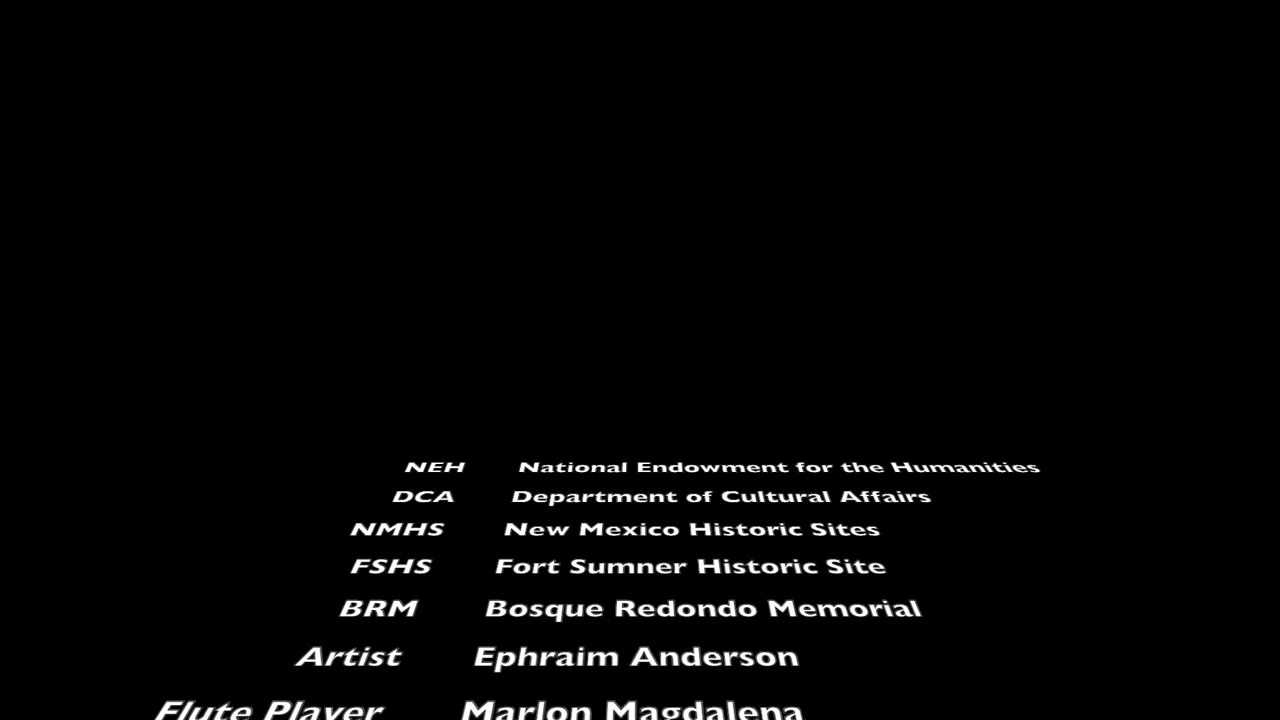 NEH National Endowment for the Humanities
DCA Department of Cultural Affairs
NMHS New Mexico Historic Sites
FSHS Fort Sumner Historic Site
BRM Bosque Redondo Memorial
Artist Ephraim Anderson
Flute Player Marlon Magdalena